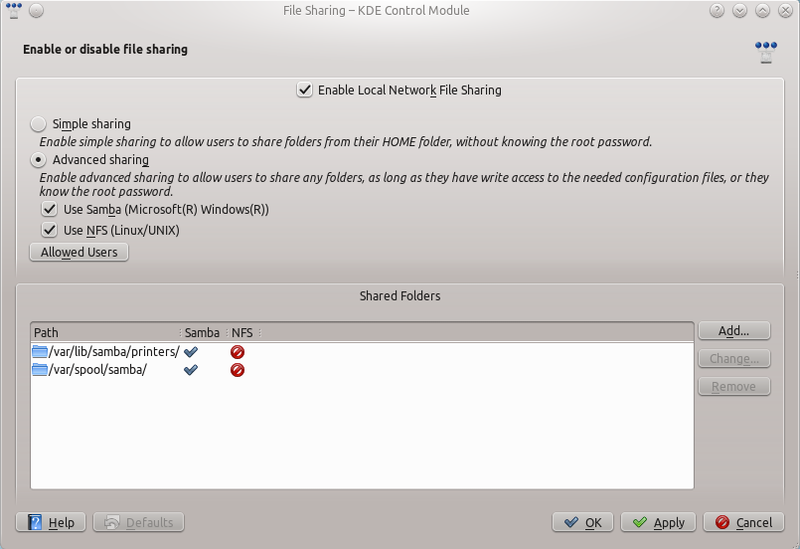 File Sharing – KDE Control Module
Enable or disable file sharing
Enable Local Network File Sharing
Simple sharing
Enable simple sharing to allow users to share folders from their HOME folder, without knowing the root password.
Advanced sharing
Enable advanced sharing to allow users to share any folders, as long as they have write access to the needed configuration files, or they
know the root password.
Use Samba (Microsoft(R) Windows(R))
Use NFS (Linux/UNIX)
Allowed Users
Shared Folders
Path Samba NFS
/var/lib/samba/printers/
/var/spool/samba/
Add...
Change...
Remove
Help Defaults OK Apply Cancel